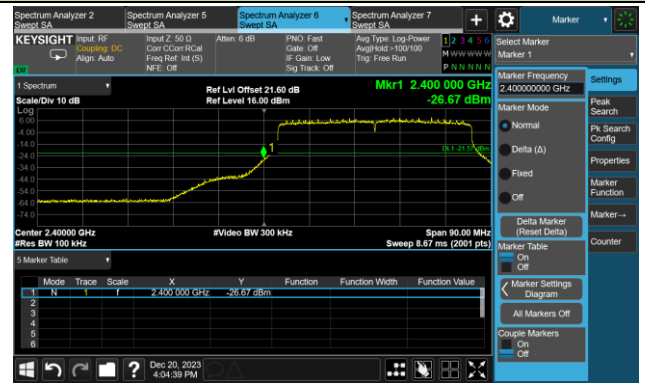 Spectrum Analyzer 2
Swept SA
Spectrum Analyzer 5
Swept SA
Spectrum Analyzer 6
Swept SA
Spectrum Analyzer 7
Swept SA
+
Marker
KEYSIGHT
Input: RF
Coupling: DC
Align: Auto
Input Z: 50 Ω
Corr CCorr RCal
Freq Ref: Int (S)
NFE: Off
Atten: 6 dB
PNO: Fast
Gate: Off
IF Gain: Low
Sig Track: Off
Avg Type: Log-Power
Avg|Hold:>100/100
Trig: Free Run
1 2 3 4 5 6
M W W W W W
P N N N N N
Select Marker
Marker 1
1 Spectrum
Scale/Div 10 dB
Ref Lvl Offset 21.60 dB
Ref Level 16.00 dBm
Mkr1 2.400 000 GHz
-26.67 dBm
Log
6.00
-4.00
-14.0
-24.0
-34.0
-44.0
-54.0
-64.0
-74.0
1
DL1 -21.57 dBm
Center 2.40000 GHz
#Res BW 100 kHz
#Video BW 300 kHz
Span 90.00 MHz
Sweep 8.67 ms (2001 pts)
5 Marker Table
Mode Trace Scale X Y Function Function Width Function Value
1 N 1 f 2.400 000 GHz -26.67 dBm
2
3
4
5
6
Marker Frequency
2.400000000 GHz
Marker Mode
Normal
Delta (Δ)
Fixed
Off
Delta Marker
(Reset Delta)
Marker Table
On
Off
Marker Settings
Diagram
All Markers Off
Couple Markers
On
Off
Settings
Peak
Search
Pk Search
Config
Properties
Marker
Function
Marker→
Counter
?
Dec 20, 2023
4:04:39 PM